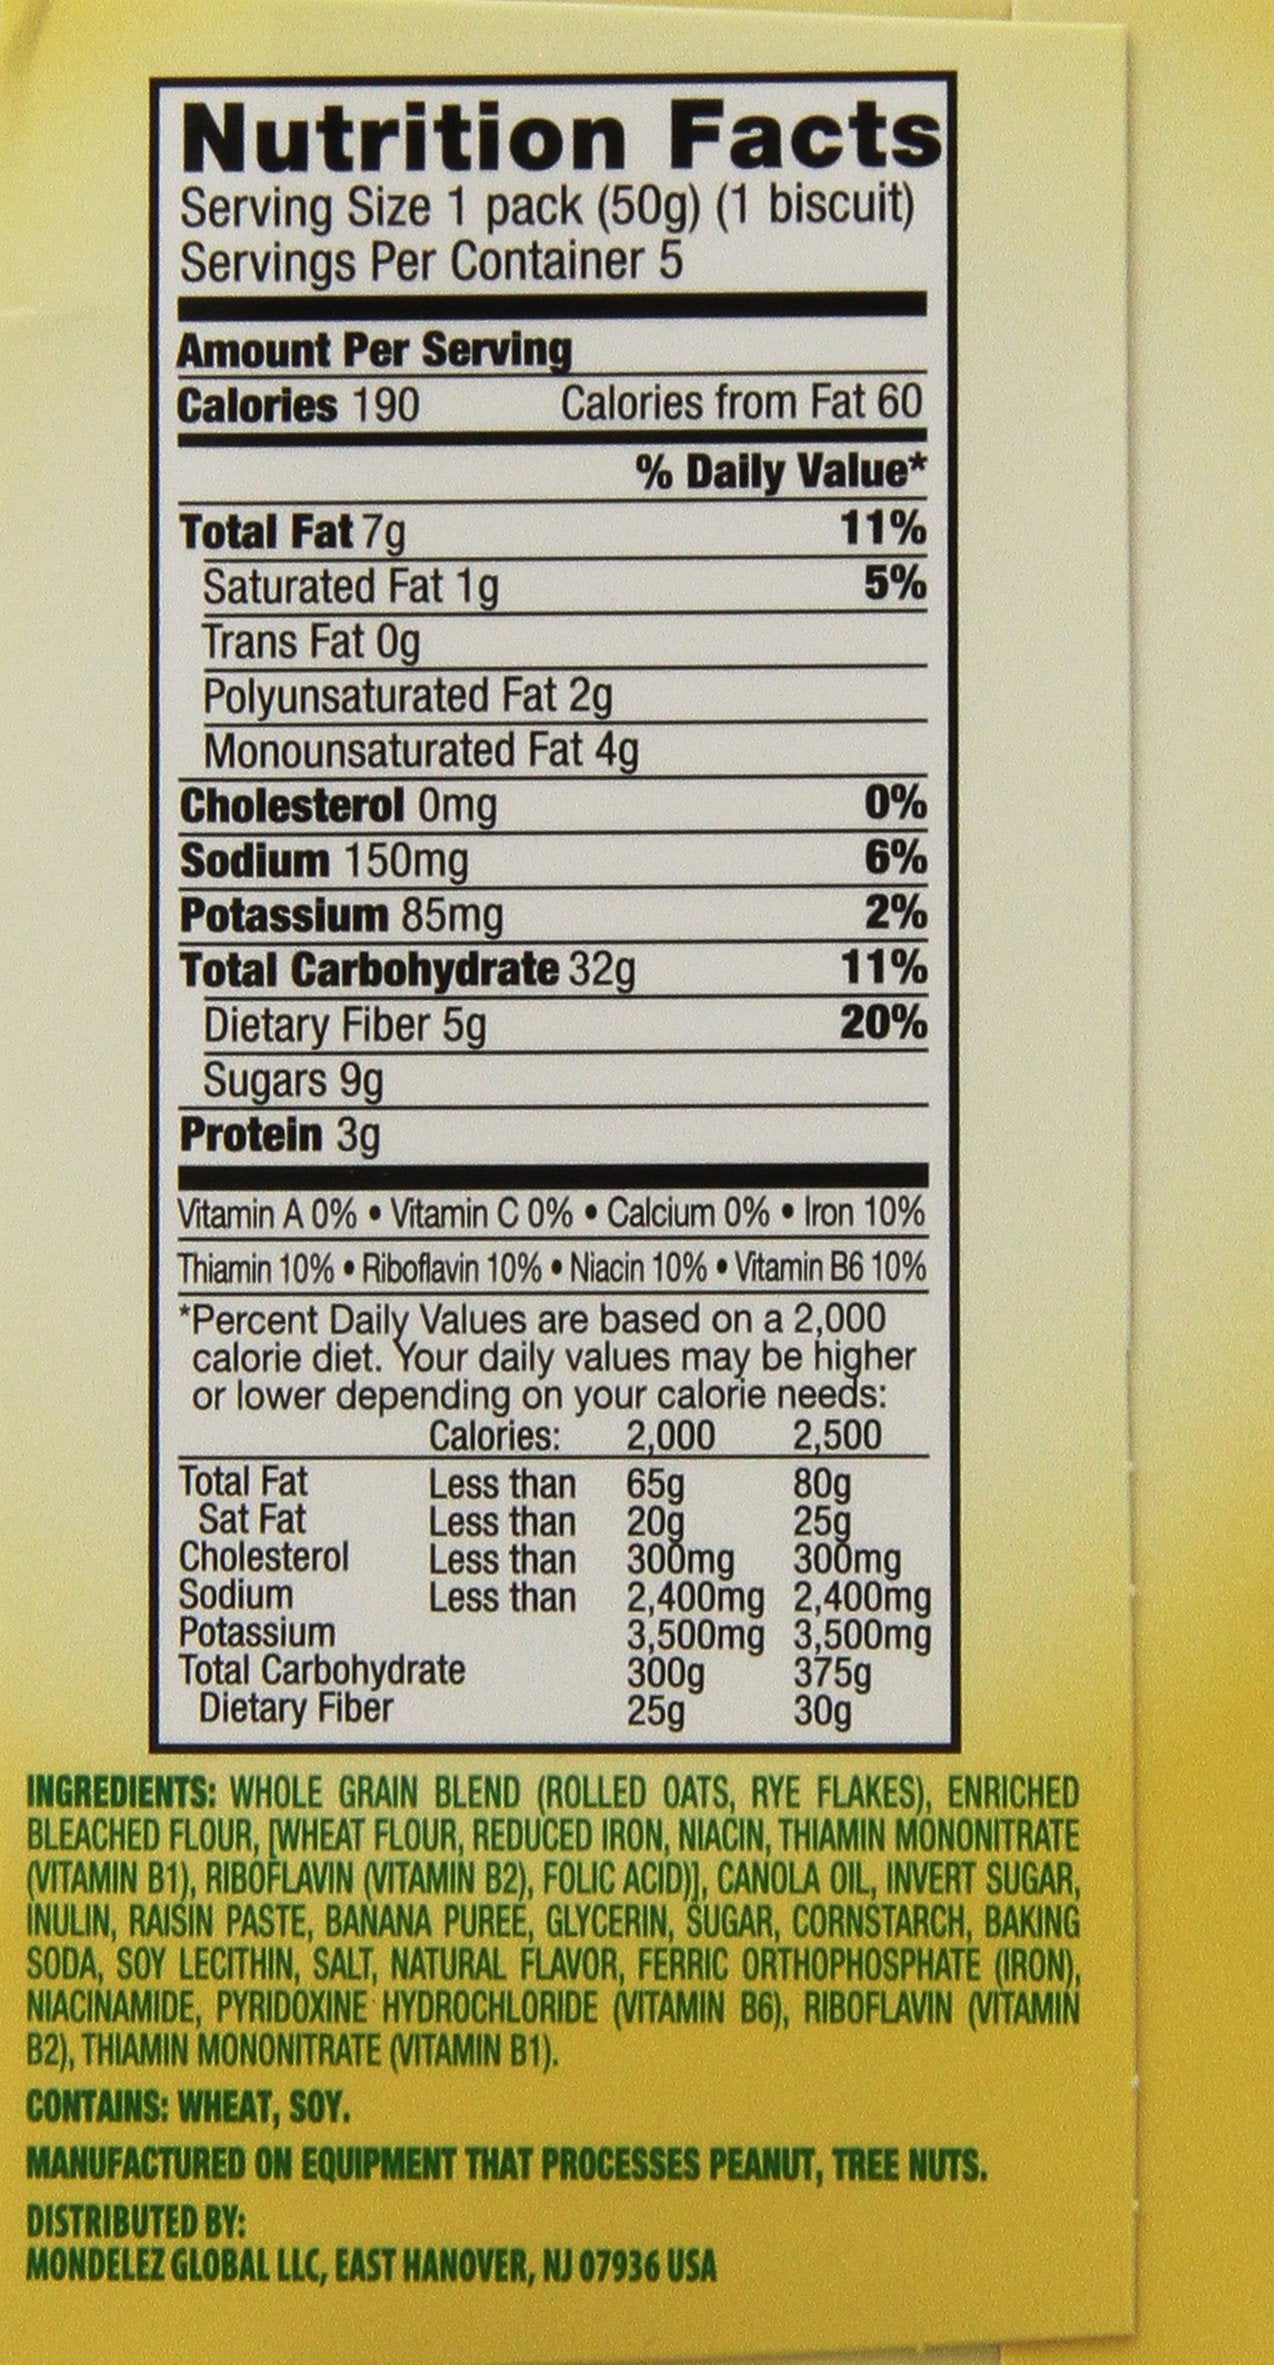 Nutrition Facts
Serving Size 1 pack (50g) (1 biscuit)
Servings Per Container 5
Amount Per Serving
Calories 190 Calories from Fat 60
% Daily Value*
Total Fat 7g 11%
Saturated Fat 1g 5%
Trans Fat 0g
Polyunsaturated Fat 2g
Monounsaturated Fat 4g
Cholesterol 0mg 0%
Sodium 150mg 6%
Potassium 85mg 2%
Total Carbohydrate 32g 11%
Dietary Fiber 5g 20%
Sugars 9g
Protein 3g
Vitamin A 0% • Vitamin C 0% • Calcium 0% • Iron 10%
Thiamin 10% • Riboflavin 10% • Niacin 10% • Vitamin B6 10%
*Percent Daily Values are based on a 2,000
calorie diet. Your daily values may be higher
or lower depending on your calorie needs:
Calories: 2,000 2,500
Total Fat Less than 65g 80g
Sat Fat Less than 20g 25g
Cholesterol Less than 300mg 300mg
Sodium Less than 2,400mg 2,400mg
Potassium 3,500mg 3,500mg
Total Carbohydrate 300g 375g
Dietary Fiber 25g 30g
INGREDIENTS: WHOLE GRAIN BLEND (ROLLED OATS, RYE FLAKES), ENRICHED
BLEACHED FLOUR, [WHEAT FLOUR, REDUCED IRON, NIACIN, THIAMIN MONONITRATE
(VITAMIN B1), RIBOFLAVIN (VITAMIN B2), FOLIC ACID)], CANOLA OIL, INVERT SUGAR,
INULIN, RAISIN PASTE, BANANA PUREE, GLYCERIN, SUGAR, CORNSTARCH, BAKING
SODA, SOY LECITHIN, SALT, NATURAL FLAVOR, FERRIC ORTHOPHOSPHATE (IRON),
NIACINAMIDE, PYRIDOXINE HYDROCHLORIDE (VITAMIN B6), RIBOFLAVIN (VITAMIN
B2), THIAMIN MONONITRATE (VITAMIN B1).
CONTAINS: WHEAT, SOY.
MANUFACTURED ON EQUIPMENT THAT PROCESSES PEANUT, TREE NUTS.
DISTRIBUTED BY:
MONDELEZ GLOBAL LLC, EAST HANOVER, NJ 07936 USA